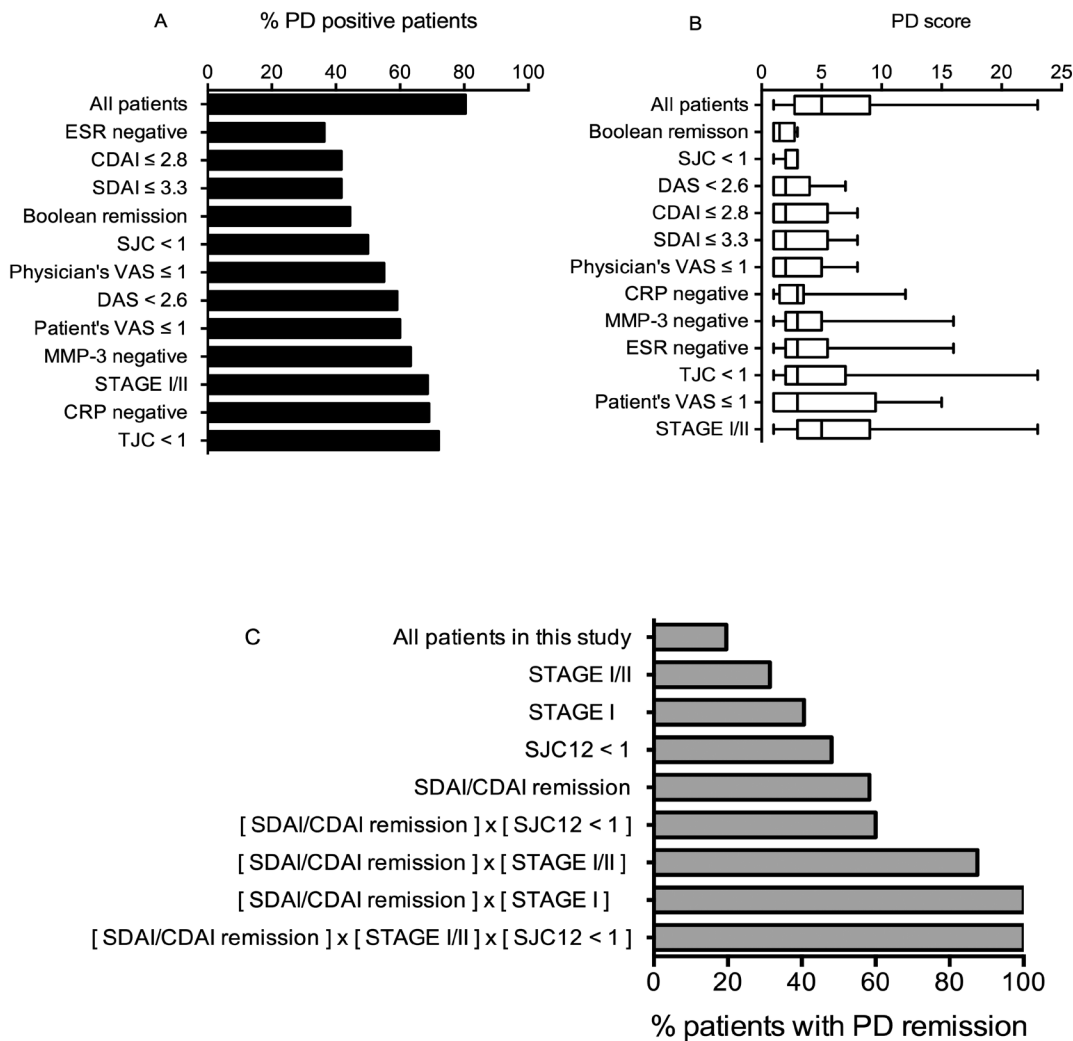 A % PD positive patients
0 20 40 60 80 100
All patients
ESR negative
CDAI ≤ 2.8
SDAI ≤ 3.3
Boolean remission
SJC < 1
Physician's VAS ≤ 1
DAS < 2.6
Patient's VAS ≤ 1
MMP-3 negative
STAGE I/II
CRP negative
TJC < 1
B PD score
0 5 10 15 20 25
All patients
Boolean remisson
SJC < 1
DAS < 2.6
CDAI ≤ 2.8
SDAI ≤ 3.3
Physician's VAS ≤ 1
CRP negative
MMP-3 negative
ESR negative
TJC < 1
Patient's VAS ≤ 1
STAGE I/II
C All patients in this study
STAGE I/II
STAGE I
SJC12 < 1
SDAI/CDAI remission
[ SDAI/CDAI remission ] x [ SJC12 < 1 ]
[ SDAI/CDAI remission ] x [ STAGE I/II ]
[ SDAI/CDAI remission ] x [ STAGE I ]
[ SDAI/CDAI remission ] x [ STAGE I/II ] x [ SJC12 < 1 ]
0 20 40 60 80 100
% patients with PD remission